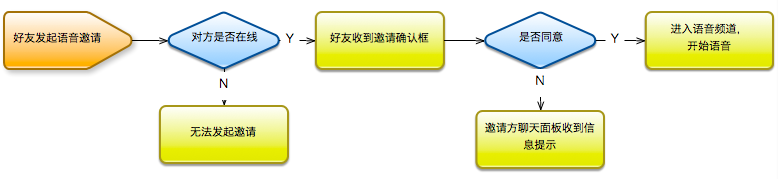 好友发起语音邀请
对方是否在线
Y
好友收到邀请确认框
是否同意
Y
进入语音频道,
开始语音
N
无法发起邀请
N
邀请方聊天面板收到信
息提示